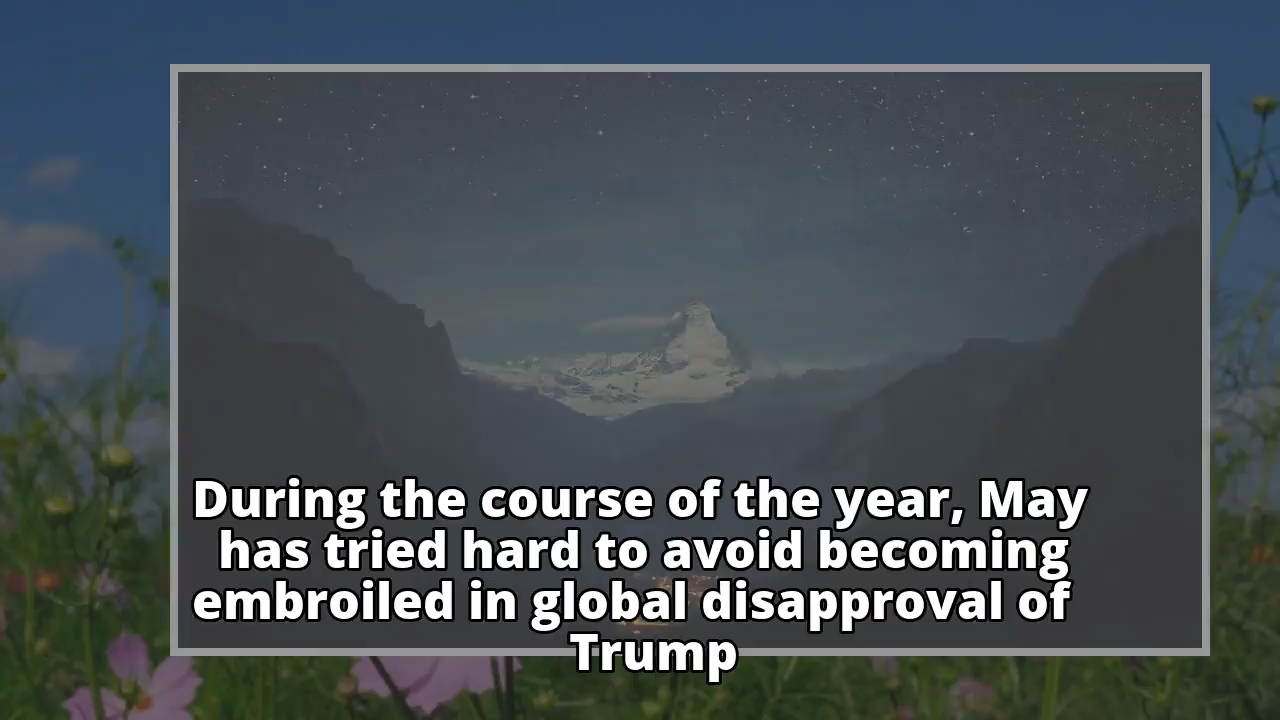 During the course of the year, May
has tried hard to avoid becoming
embroiled in global disapproval of
Trump